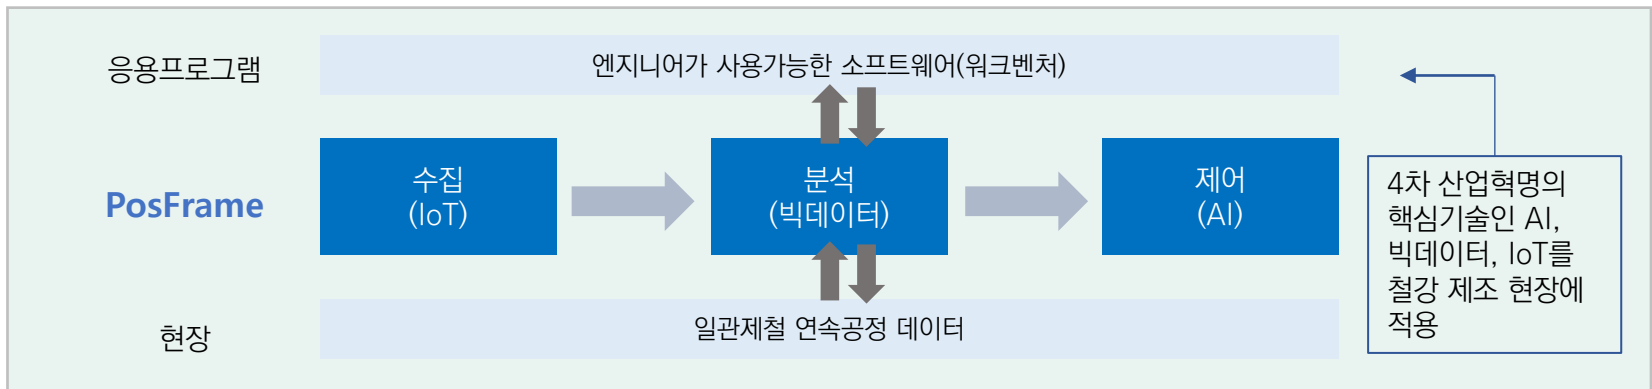 응용프로그램
엔지니어가 사용가능한 소프트웨어(워크벤처)
PosFrame
수집
(IoT)
분석
(빅데이터)
제어
(AI)
4차 산업혁명의
핵심기술인 AI,
빅데이터, IoT를
철강 제조 현장에
적용
현장
일관제철 연속공정 데이터